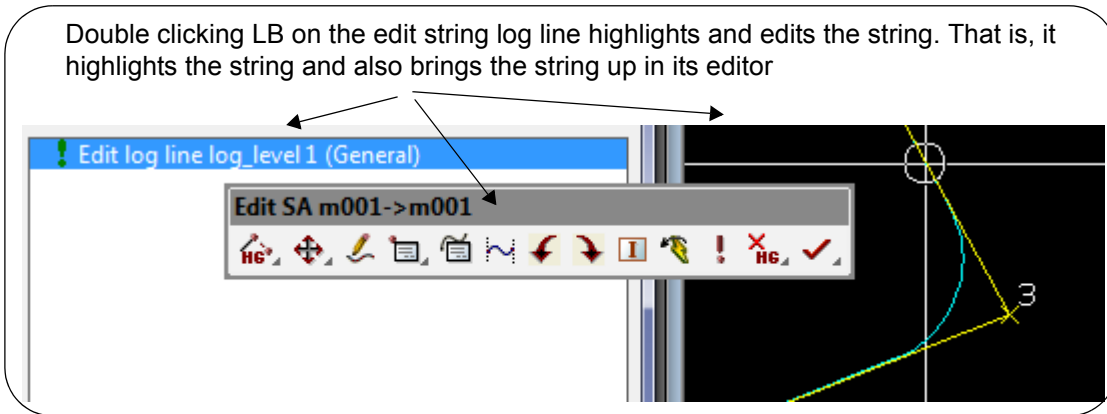 Double clicking LB on the edit string log line highlights and edits the string. That is, it
highlights the string and also brings the string up in its editor
Edit log line log_level 1 (General)
Edit SA m001->m001
HG
I
HG
3